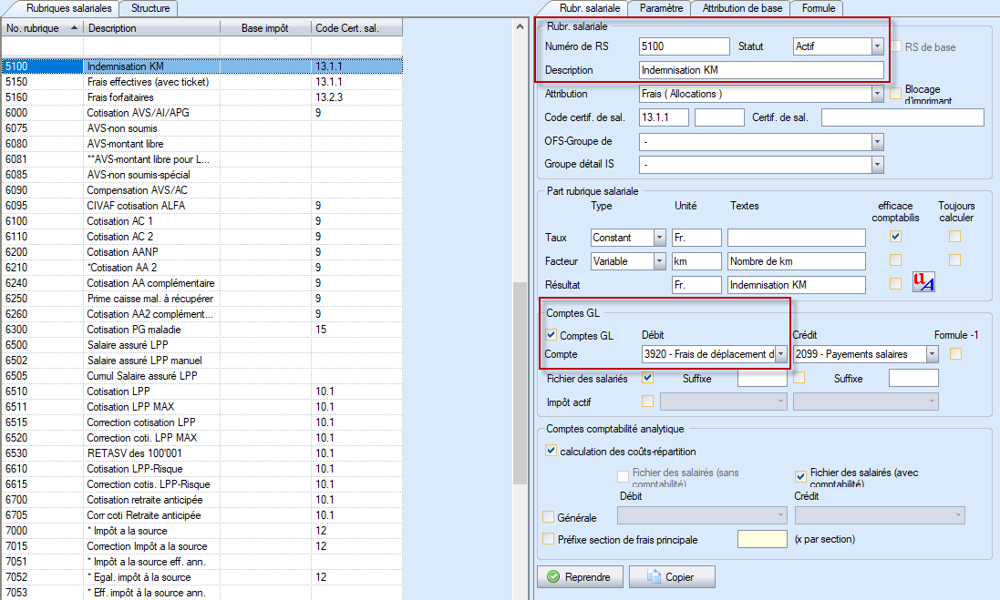 Rubriques salariales Structure
No. rubrique Description Base impôt Code Cert. sal.
5100 Indemnisation KM 13.1.1
5150 Frais effectives (avec ticket) 13.1.1
5160 Frais forfaitaires 13.2.3
6000 Cotisation AVS/AI/APG 9
6075 AVS-non soumis
6080 AVS-montant libre
6081 **AVS-montant libre pour L...
6085 AVS-non soumis-spécial
6090 Compensation AVS/AC
6095 CIVAF cotisation ALFA 9
6100 Cotisation AC 1 9
6110 Cotisation AC 2 9
6200 Cotisation AANP 9
6210 *Cotisation AA 2 9
6240 Cotisation AA complémentaire 9
6250 Prime caisse mal. à récupérer 9
6260 Cotisation AA2 complément... 9
6300 Cotisation PG maladie 15
6500 Salaire assuré LPP
6502 Salaire assuré LPP manuel
6505 Cumul Salaire assuré LPP
6510 Cotisation LPP 10.1
6511 Cotisation LPP MAX 10.1
6515 Correction cotisation LPP 10.1
6520 Correction coti. LPP MAX 10.1
6530 RETASV des 100'001 10.1
6610 Cotisation LPP-Risque 10.1
6615 Correction cotis. LPP-Risque 10.1
6700 Cotisation retraite anticipée 10.1
6705 Corr coti Retraite anticipée 10.1
7000 * Impôt a la source 12
7015 Correction Impôt a la source 12
7051 * Impôt a la source eff. ann.
7052 * Egal. impôt à la source 12
7053 * Eff. impôt à la source ann.
Rubr. salariale Paramètre Attribution de base Formule
Rubr. salariale
Numéro de RS 5100 Statut Actif RS de base
Description Indemnisation KM
Attribution Frais ( Allocations ) Blocage d'imprimant
Code certif. de sal. 13.1.1 Certif. de sal.
OFS-Groupe de -
Groupe détail IS -
Part rubrique salariale
Type Unité Textes efficace comptabilis Toujours calculer
Taux Constant Fr.
Facteur Variable km Nombre de km
Résultat Fr. Indemnisation KM
Comptes GL
Comptes GL Débit Crédit Formule -1
Compte 3920 - Frais de déplacement d 2099 - Payements salaires
Fichier des salariés Suffixe Suffixe
Impôt actif
Comptes comptabilité analytique
calculation des coûts-répartition
Fichier des salairés (sans comptabilité) Fichier des salairés (avec comptabilité)
Débit Crédit
Générale
Préfixe section de frais principale (x par section)
Reprendre Copier